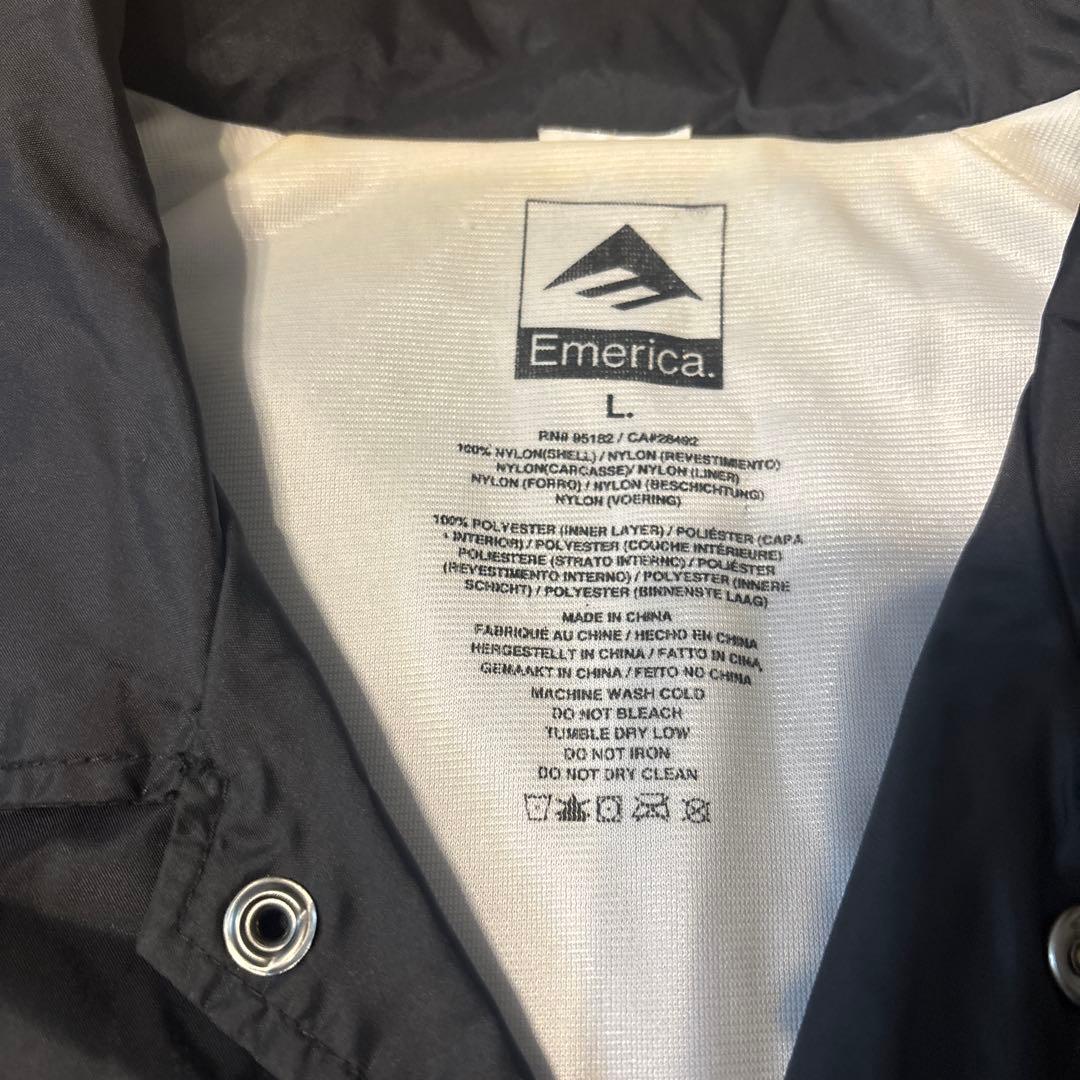 Emerica.
L.
RN# 95182 / CA#28492
100% NYLON(SHELL) / NYLON (REVESTIMIENTO)
NYLON(CARCASSE)/ NYLON (LINER)
NYLON (FORRO) / NYLON (BESCHICHTUNG)
NYLON (VOERING)
100% POLYESTER (INNER LAYER) / POLIÉSTER (CAPA
INTERIOR) / POLYESTER (COUCHE INTÉRIEURE)
POLIESTERE (STRATO INTERNO) / POLIÉSTER
(REVESTIMENTO INTERNO) / POLYESTER (INNERE
SCHICHT) / POLYESTER (BINNENSTE LAAG)
MADE IN CHINA
FABRIQUÉ AU CHINE / HECHO EN CHINA
HERGESTELLT IN CHINA / FATTO IN CINA
GEMAAKT IN CHINA / FEITO NO CHINA
MACHINE WASH COLD
DO NOT BLEACH
TUMBLE DRY LOW
DO NOT IRON
DO NOT DRY CLEAN